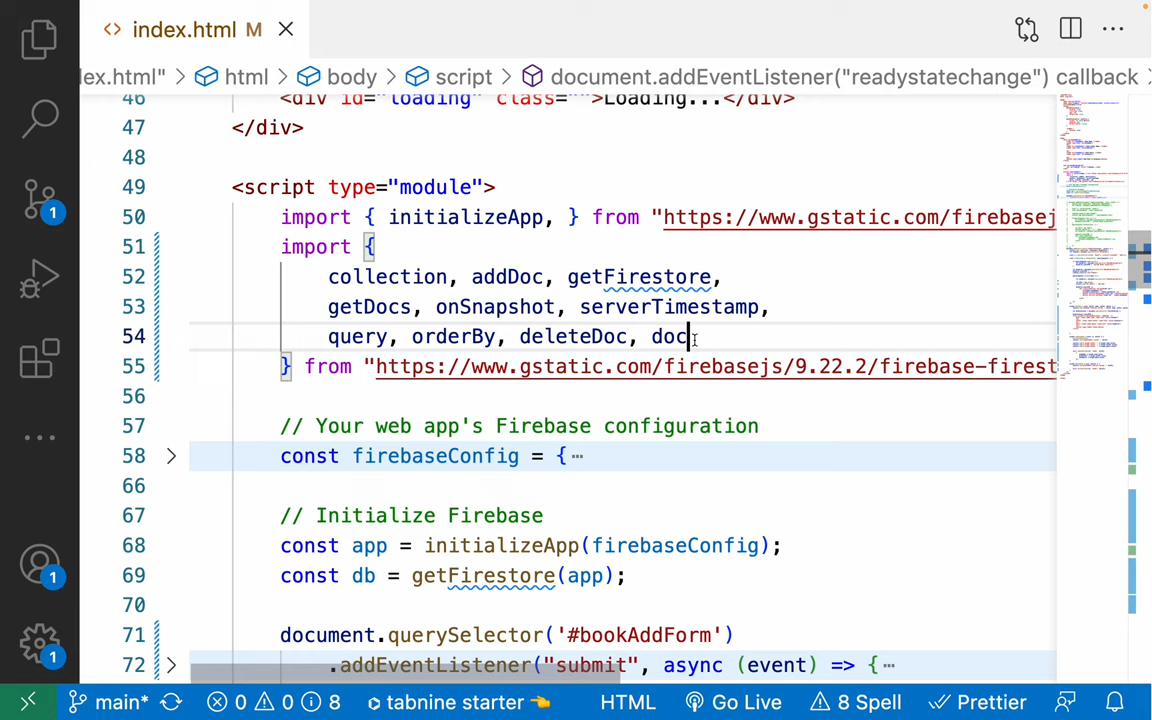 <> index.html M
ex.html" > html > body > script > document.addEventListener("readystatechange") callback >
46 <div id="loading" class="">Loading...</div>
47 </div>
48
49 <script type="module">
50 import { initializeApp, } from "https://www.gstatic.com/firebasej
51 import {
52 collection, addDoc, getFirestore,
53 getDocs, onSnapshot, serverTimestamp,
54 query, orderBy, deleteDoc, doc
55 } from "https://www.gstatic.com/firebasejs/9.22.2/firebase-firest
56
57 // Your web app's Firebase configuration
58 const firebaseConfig = {…
66
67 // Initialize Firebase
68 const app = initializeApp(firebaseConfig);
69 const db = getFirestore(app);
70
71 document.querySelector('#bookAddForm')
72 .addEventListener("submit", async (event) => {…
1
1
1
main* 0 0 8 tabnine starter 👈 HTML Go Live 8 Spell Prettier